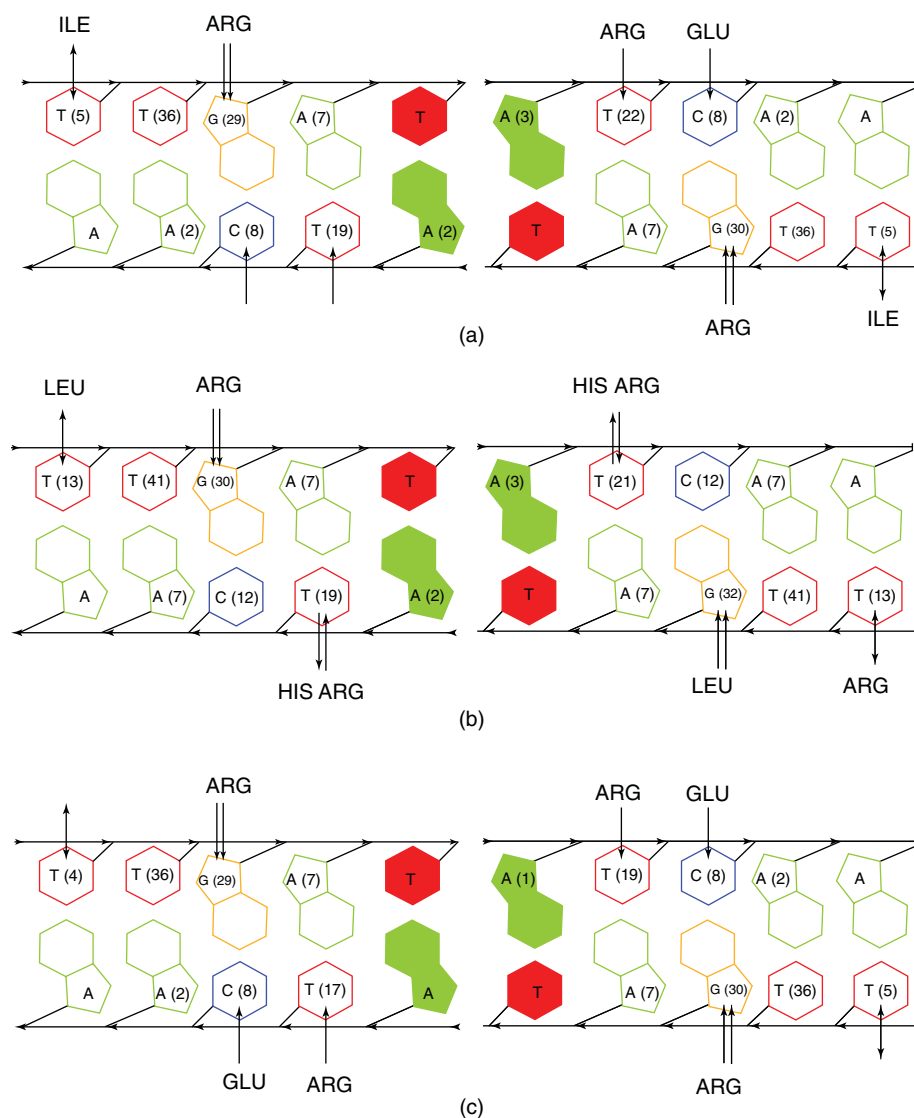 ILE ARG ARG GLU
T (5) T (36) G (29) A (7) T A (3) T (22) C (8) A (2) A
A A (2) C (8) T (19) A (2) T A (7) G (30) T (36) T (5)
ARG ILE
(a)
LEU ARG HIS ARG
T (13) T (41) G (30) A (7) T A (3) T (21) C (12) A (7) A
A A (7) C (12) T (19) A (2) T A (7) G (32) T (41) T (13)
HIS ARG LEU ARG
(b)
ARG ARG GLU
T (4) T (36) G (29) A (7) T A (1) T (19) C (8) A (2) A
A A (2) C (8) T (17) A T A (7) G (30) T (36) T (5)
GLU ARG ARG
(c)